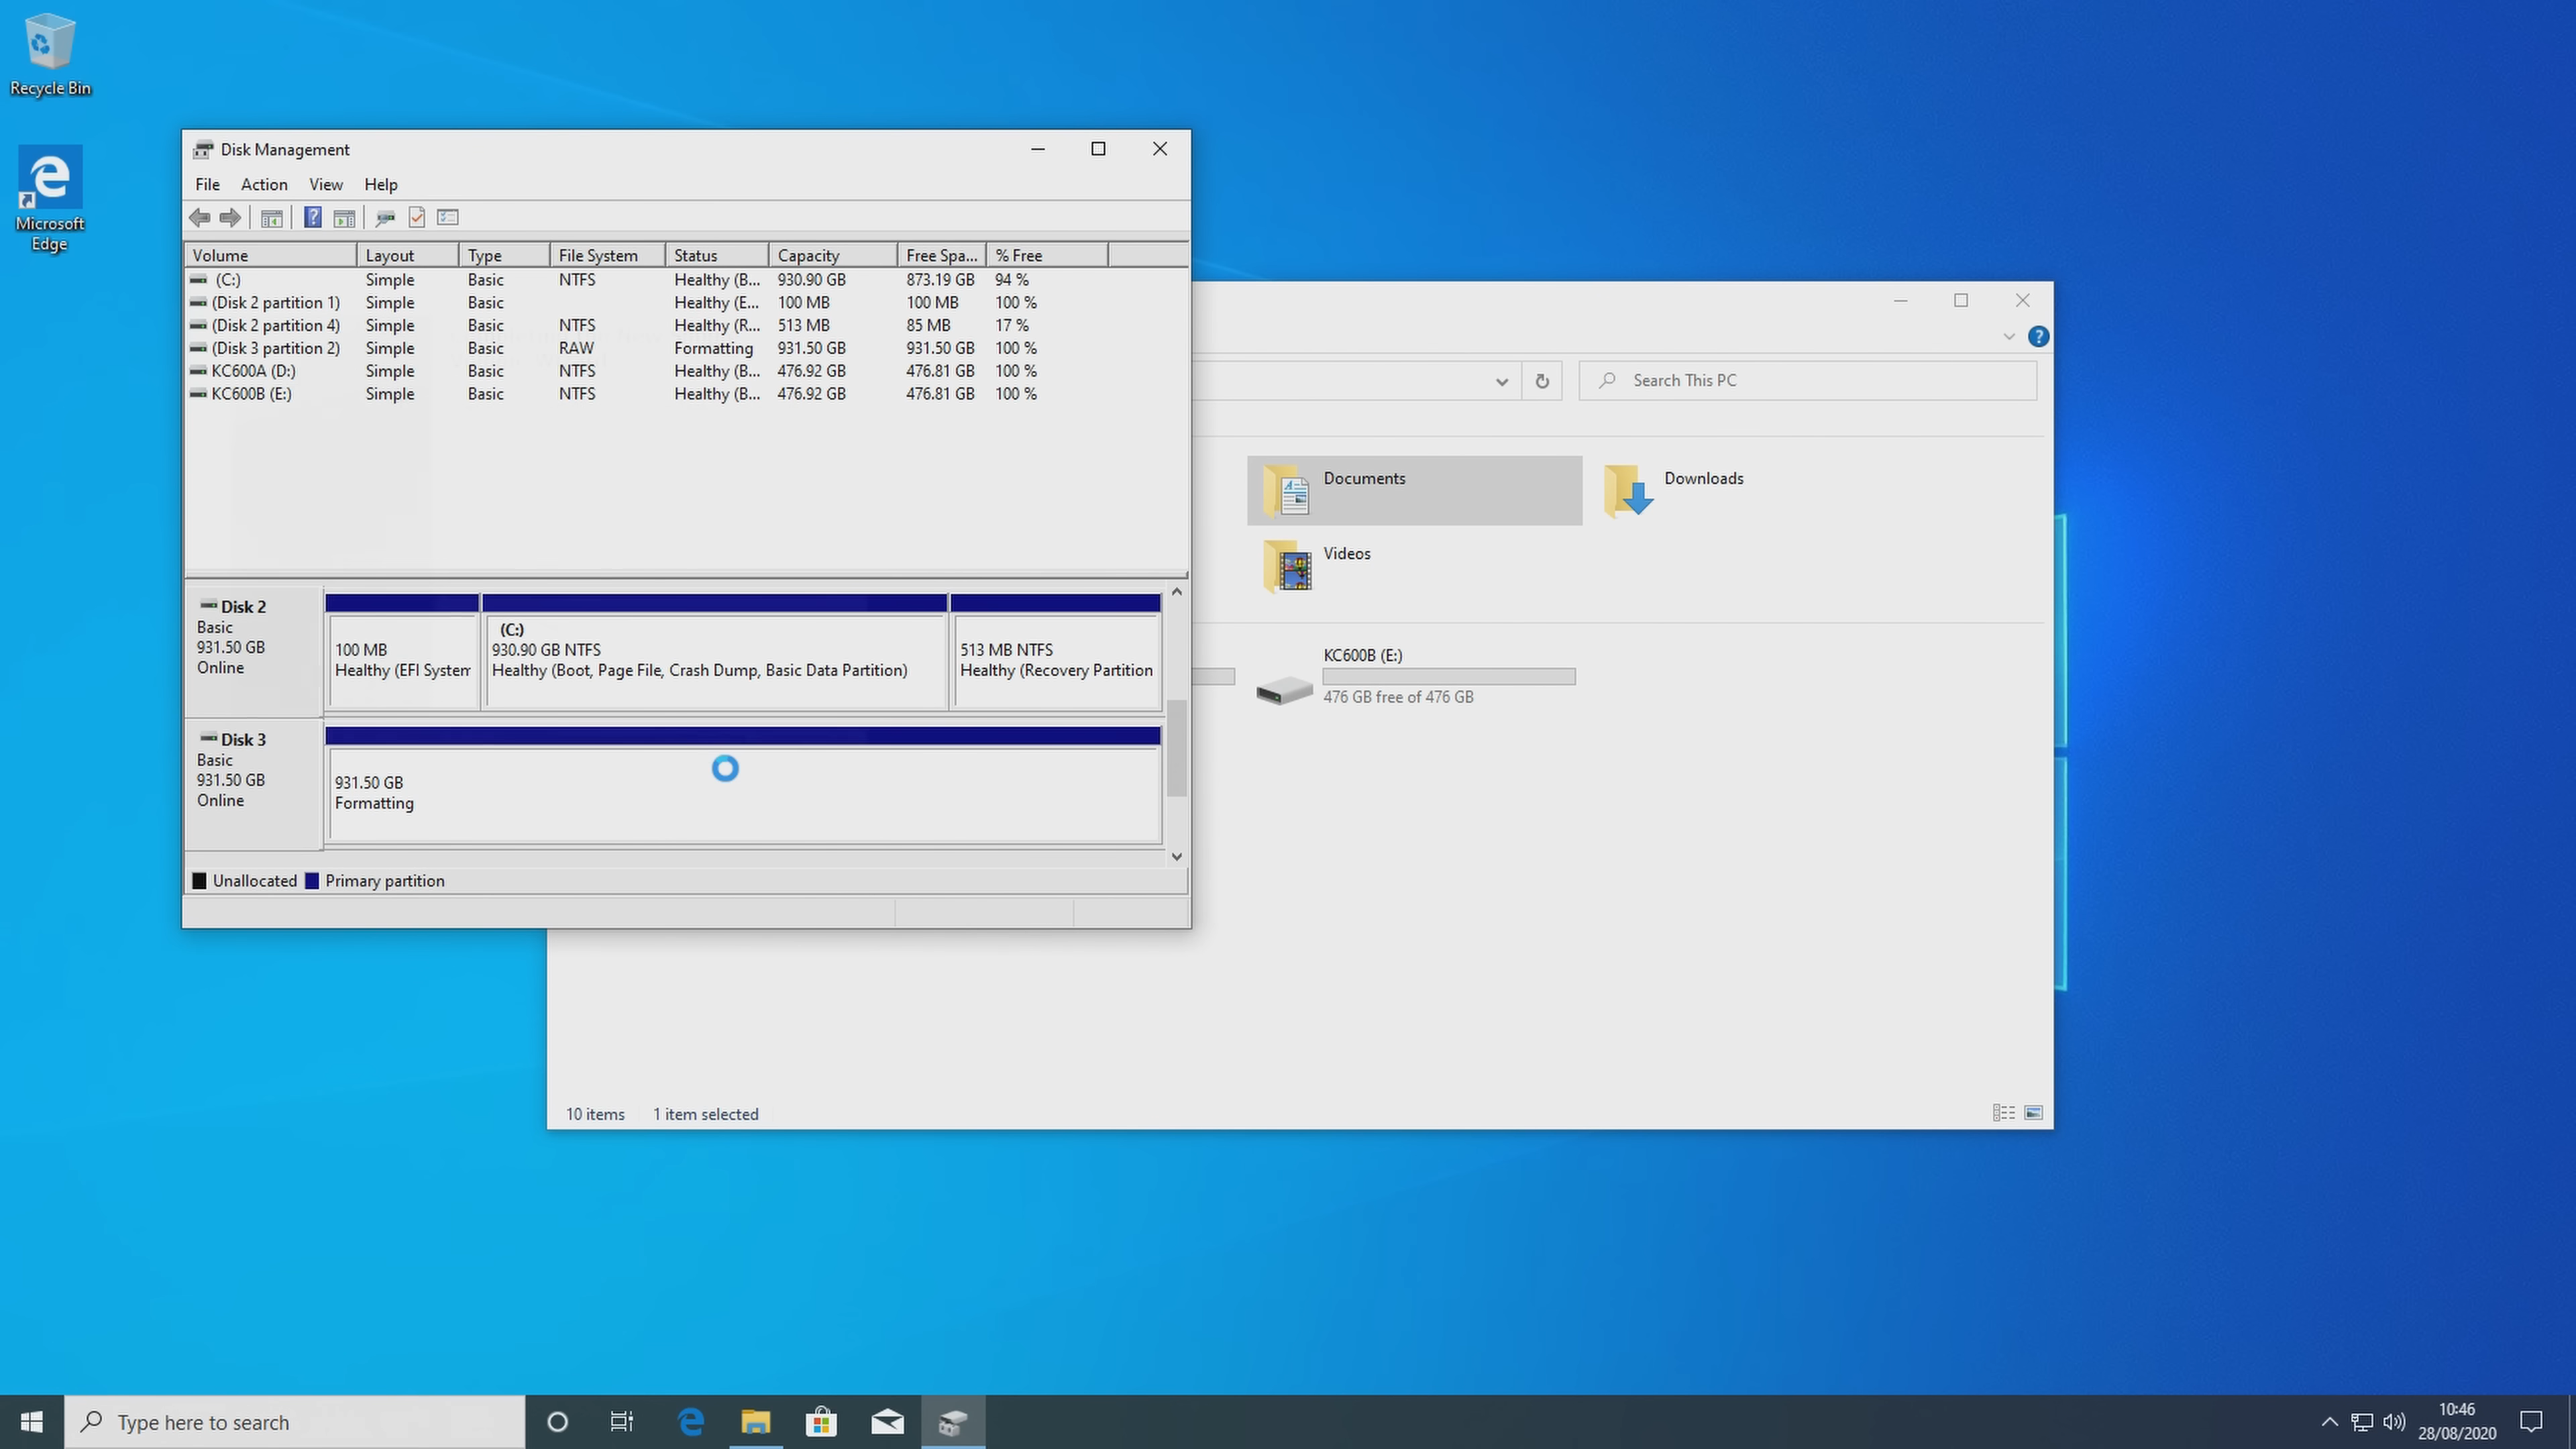 Recycle Bin
Microsoft
Edge
Disk Management
File Action View Help
Volume Layout Type File System Status Capacity Free Spa... % Free
(C:) Simple Basic NTFS Healthy (B... 930.90 GB 873.19 GB 94 %
(Disk 2 partition 1) Simple Basic Healthy (E... 100 MB 100 MB 100 %
(Disk 2 partition 4) Simple Basic NTFS Healthy (R... 513 MB 85 MB 17 %
(Disk 3 partition 2) Simple Basic RAW Formatting 931.50 GB 931.50 GB 100 %
KC600A (D:) Simple Basic NTFS Healthy (B... 476.92 GB 476.81 GB 100 %
KC600B (E:) Simple Basic NTFS Healthy (B... 476.92 GB 476.81 GB 100 %
Disk 2
Basic
931.50 GB
Online
100 MB
Healthy (EFI System
(C:)
930.90 GB NTFS
Healthy (Boot, Page File, Crash Dump, Basic Data Partition)
513 MB NTFS
Healthy (Recovery Partition
Disk 3
Basic
931.50 GB
Online
931.50 GB
Formatting
Unallocated Primary partition
Search This PC
Documents
Downloads
Videos
KC600B (E:)
476 GB free of 476 GB
10 items 1 item selected
Type here to search
10:46
28/08/2020